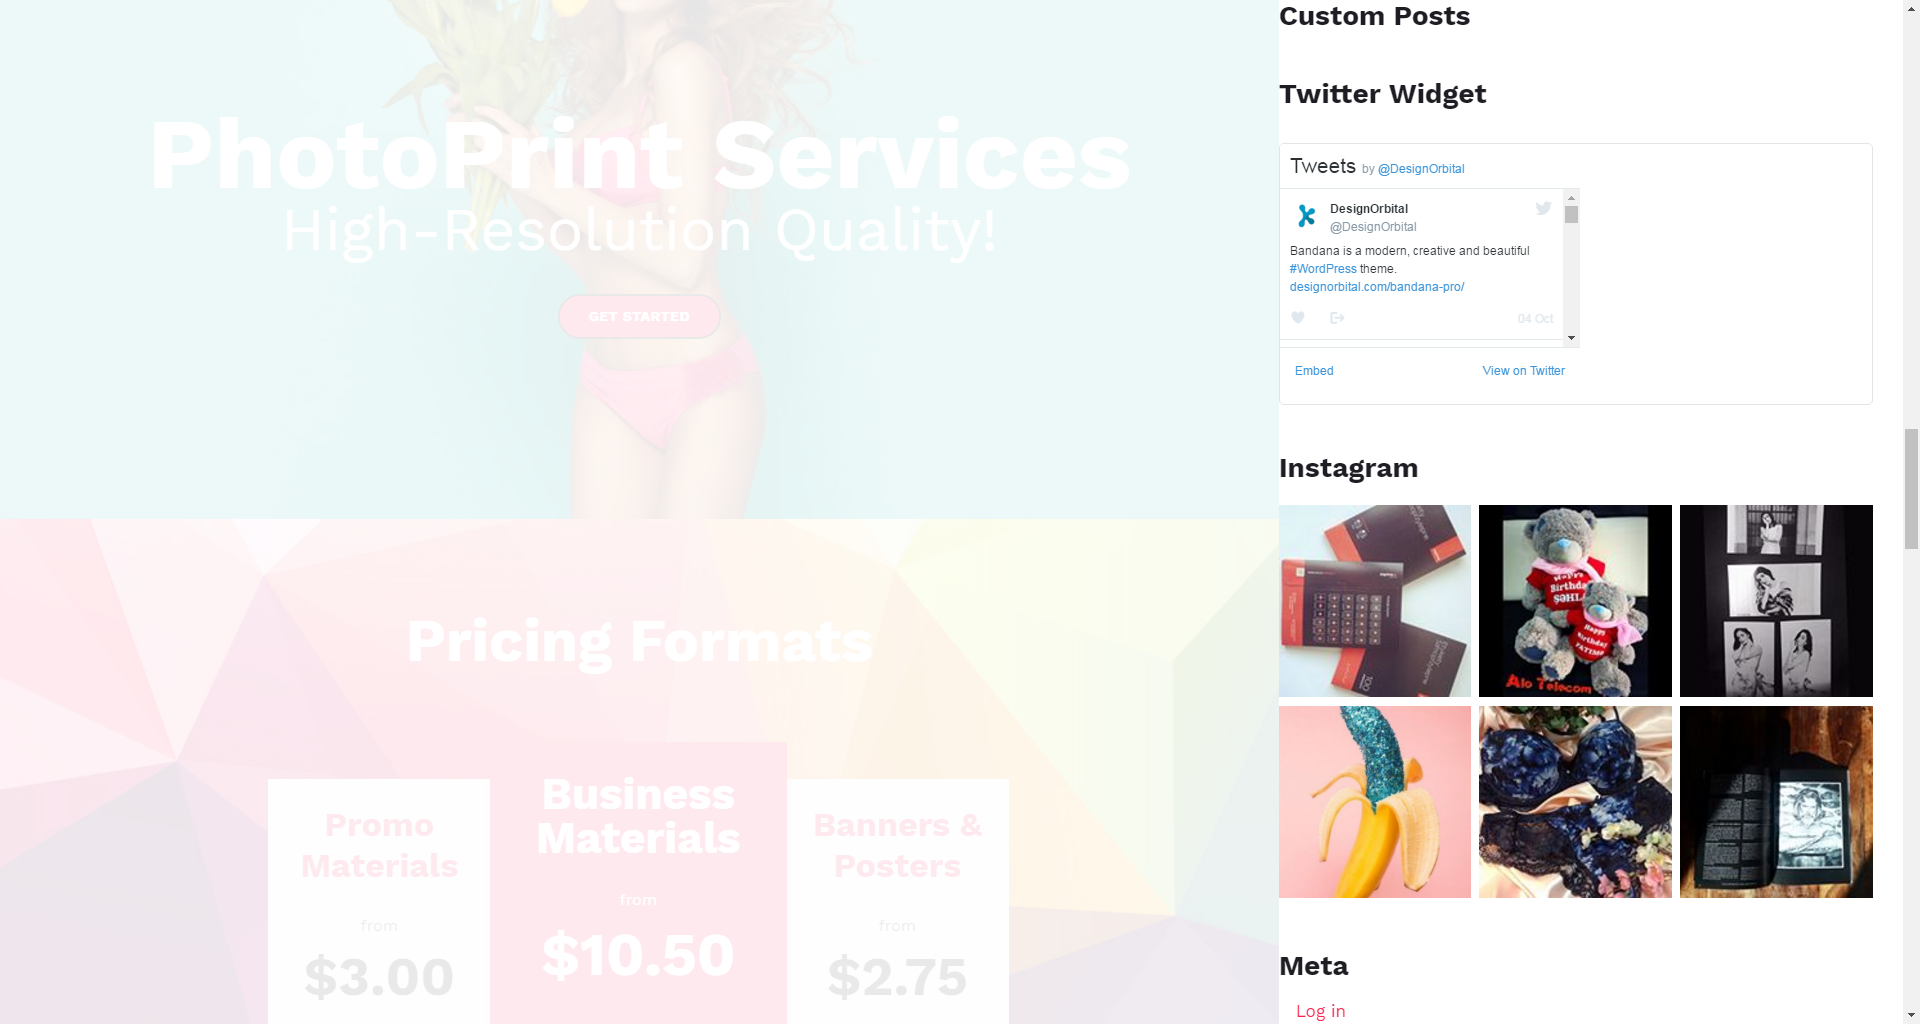 PhotoPrint Services
High-Resolution Quality!
GET STARTED
Pricing Formats
Promo
Materials
from
$3.00
Business
Materials
from
$10.50
Banners &
Posters
from
$2.75
Custom Posts
Twitter Widget
Tweets by @DesignOrbital
DesignOrbital
@DesignOrbital
Bandana is a modern, creative and beautiful
#WordPress theme.
designorbital.com/bandana-pro/
04 Oct
Embed
View on Twitter
Instagram
Happy
Birthday
Happy
Birthday
FATIMA
Alo Telecom
100
Meta
Log in